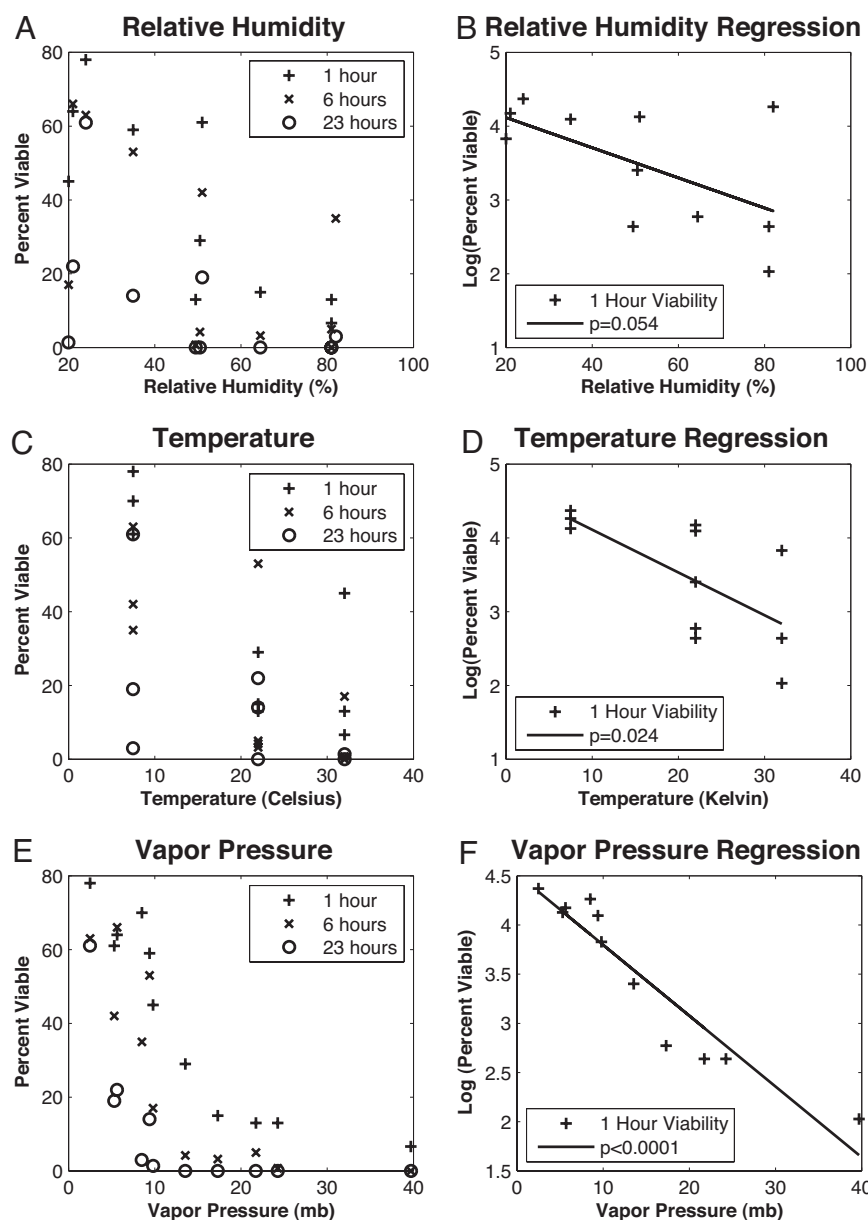 A Relative Humidity
80
60
40
20
0
Percent Viable
+ 1 hour
× 6 hours
○ 23 hours
20 40 60 80 100
Relative Humidity (%)
B Relative Humidity Regression
5
4
3
2
1
Log(Percent Viable)
+ 1 Hour Viability
p=0.054
20 40 60 80 100
Relative Humidity (%)
C Temperature
80
60
40
20
0
Percent Viable
+ 1 hour
× 6 hours
○ 23 hours
0 10 20 30 40
Temperature (Celsius)
D Temperature Regression
5
4
3
2
1
Log(Percent Viable)
+ 1 Hour Viability
p=0.024
0 10 20 30 40
Temperature (Kelvin)
E Vapor Pressure
80
60
40
20
0
Percent Viable
+ 1 hour
× 6 hours
○ 23 hours
0 10 20 30 40
Vapor Pressure (mb)
F Vapor Pressure Regression
4.5
4
3.5
3
2.5
2
1.5
Log (Percent Viable)
+ 1 Hour Viability
p<0.0001
0 10 20 30 40
Vapor Pressure (mb)